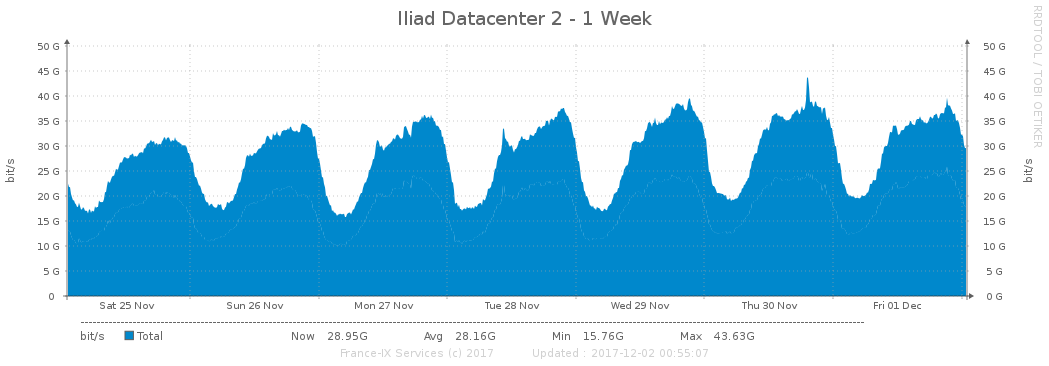 Iliad Datacenter 2 - 1 Week
RRDTOOL / TOBI OETIKER
bit/s
bit/s
50 G 50 G
45 G 45 G
40 G 40 G
35 G 35 G
30 G 30 G
25 G 25 G
20 G 20 G
15 G 15 G
10 G 10 G
5 G 5 G
0 0 G
Sat 25 Nov Sun 26 Nov Mon 27 Nov Tue 28 Nov Wed 29 Nov Thu 30 Nov Fri 01 Dec
bit/s Total Now 28.95G Avg 28.16G Min 15.76G Max 43.63G
France-IX Services (c) 2017 Updated : 2017-12-02 00:55:07